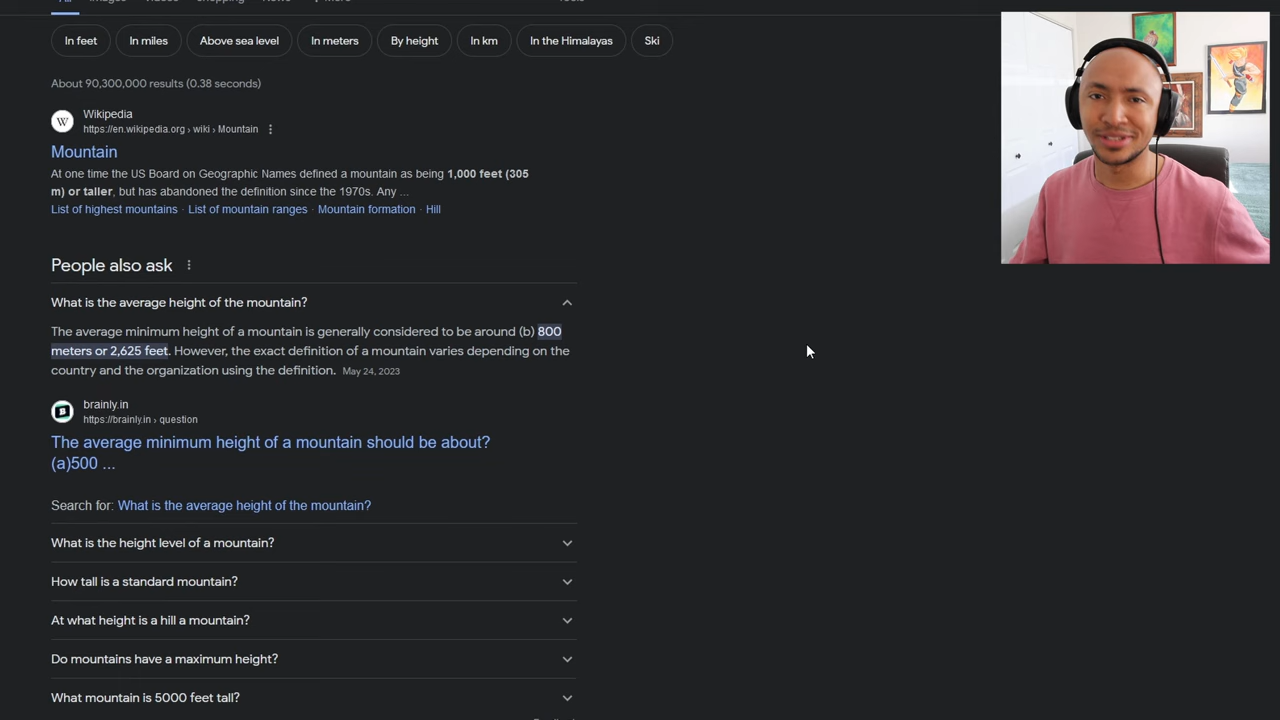 In feet
In miles
Above sea level
In meters
By height
In km
In the Himalayas
Ski
About 90,300,000 results (0.38 seconds)
W
Wikipedia
https://en.wikipedia.org › wiki › Mountain
Mountain
At one time the US Board on Geographic Names defined a mountain as being 1,000 feet (305
m) or taller, but has abandoned the definition since the 1970s. Any ...
List of highest mountains · List of mountain ranges · Mountain formation · Hill
People also ask
What is the average height of the mountain?
The average minimum height of a mountain is generally considered to be around (b) 800
meters or 2,625 feet. However, the exact definition of a mountain varies depending on the
country and the organization using the definition. May 24, 2023
brainly.in
https://brainly.in › question
The average minimum height of a mountain should be about?
(a)500 ...
Search for: What is the average height of the mountain?
What is the height level of a mountain?
How tall is a standard mountain?
At what height is a hill a mountain?
Do mountains have a maximum height?
What mountain is 5000 feet tall?